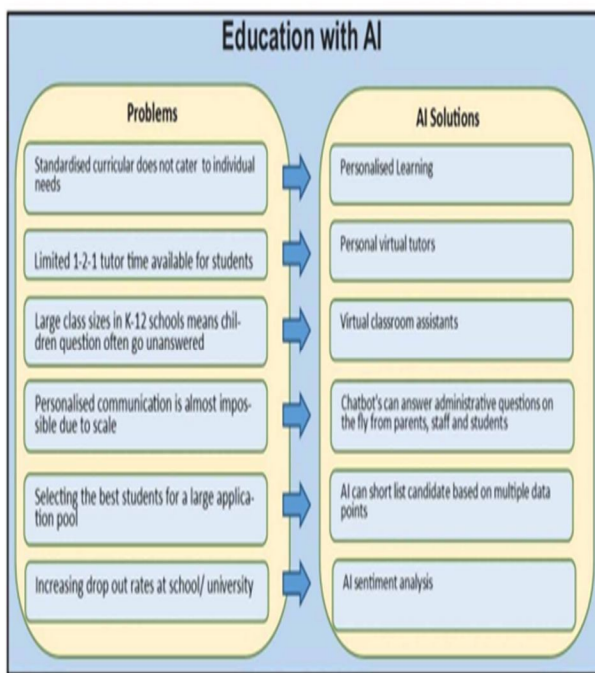 Education with AI
Problems
Standardised curricular does not cater to individual
needs
Limited 1-2-1 tutor time available for students
Large class sizes in K-12 schools means chil-
dren question often go unanswered
Personalised communication is almost impos-
sible due to scale
Selecting the best students for a large applica-
tion pool
Increasing drop out rates at school/ university
AI Solutions
Personalised Learning
Personal virtual tutors
Virtual classroom assistants
Chatbot's can answer administrative questions on
the fly from parents, staff and students
AI can short list candidate based on multiple data
points
AI sentiment analysis